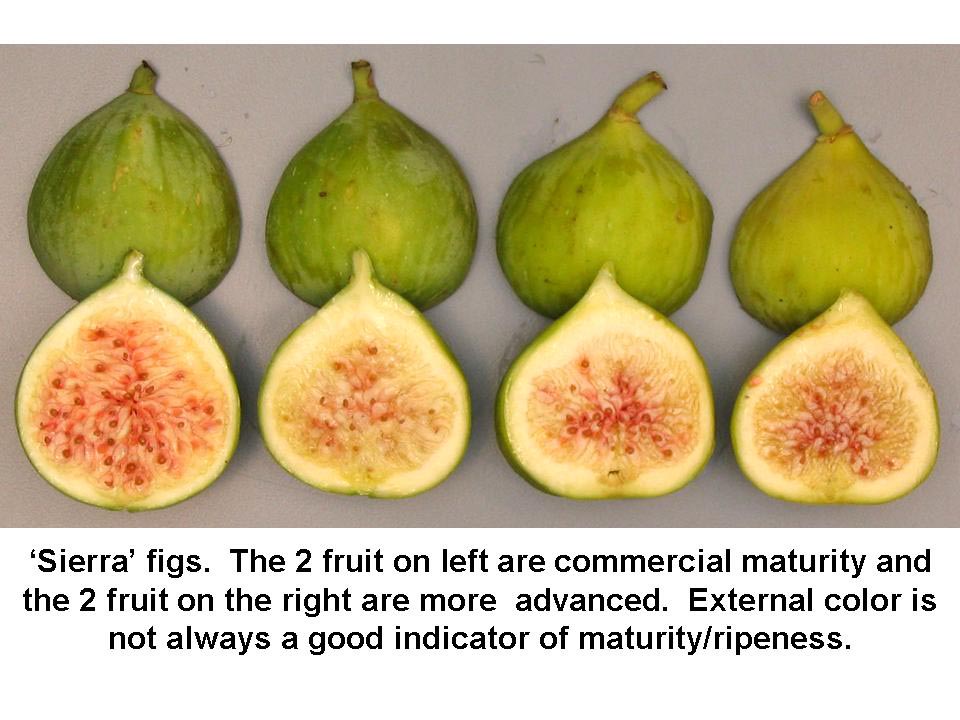 ‘Sierra’ figs.  The 2 fruit on left are commercial maturity and
the 2 fruit on the right are more  advanced.  External color is
not always a good indicator of maturity/ripeness.